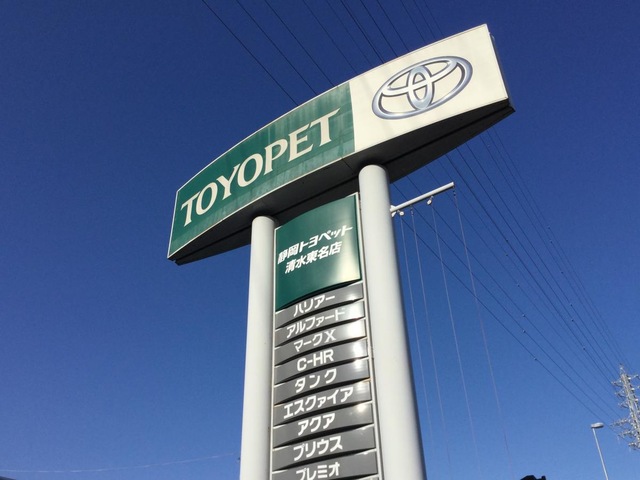 TOYOPET
静岡トヨペット
清水東名店
ハリアー
アルファード
マークX
C-HR
タンク
エスクァイア
アクア
プリウス
プレミオ